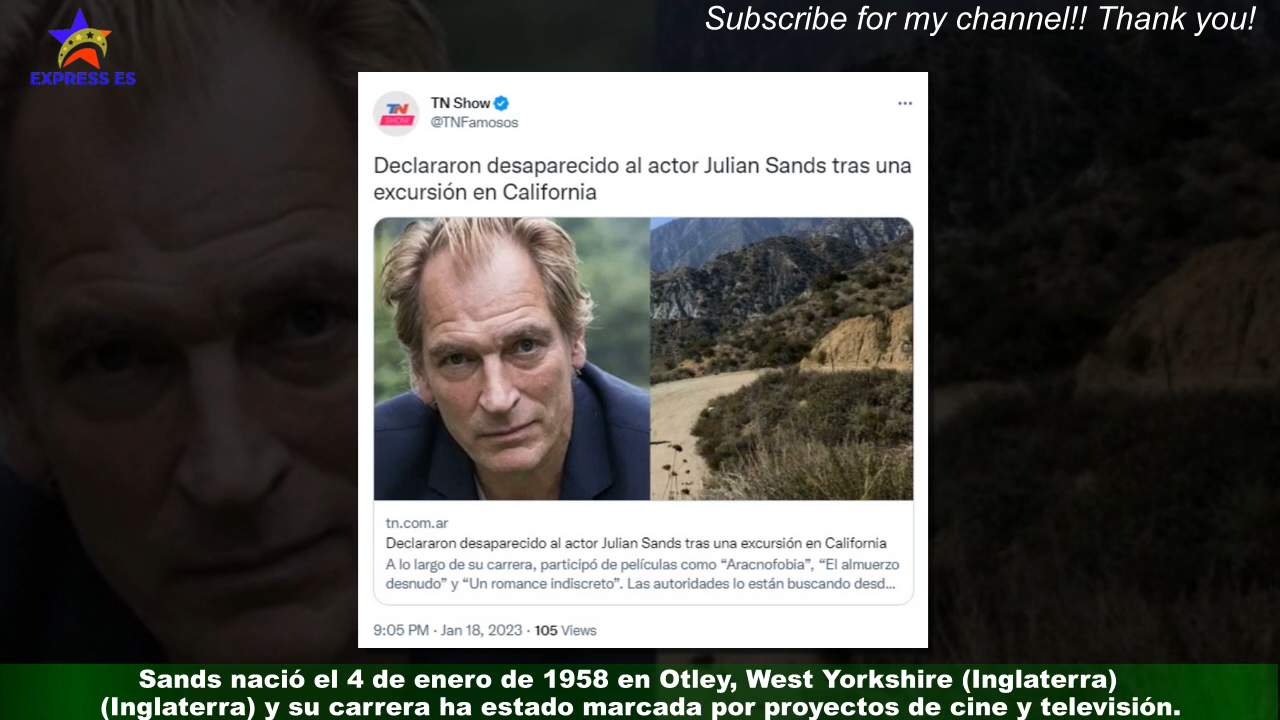 Subscribe for my channel!! Thank you!
EXPRESS ES
TN Show
@TNFamosos
TN
SHOW
Declararon desaparecido al actor Julian Sands tras una
excursión en California
tn.com.ar
Declararon desaparecido al actor Julian Sands tras una excursión en California
A lo largo de su carrera, participó de películas como “Aracnofobia”, “El almuerzo
desnudo” y “Un romance indiscreto”. Las autoridades lo están buscando desd...
9:05 PM · Jan 18, 2023 · 105 Views
Sands nació el 4 de enero de 1958 en Otley, West Yorkshire (Inglaterra)
(Inglaterra) y su carrera ha estado marcada por proyectos de cine y televisión.